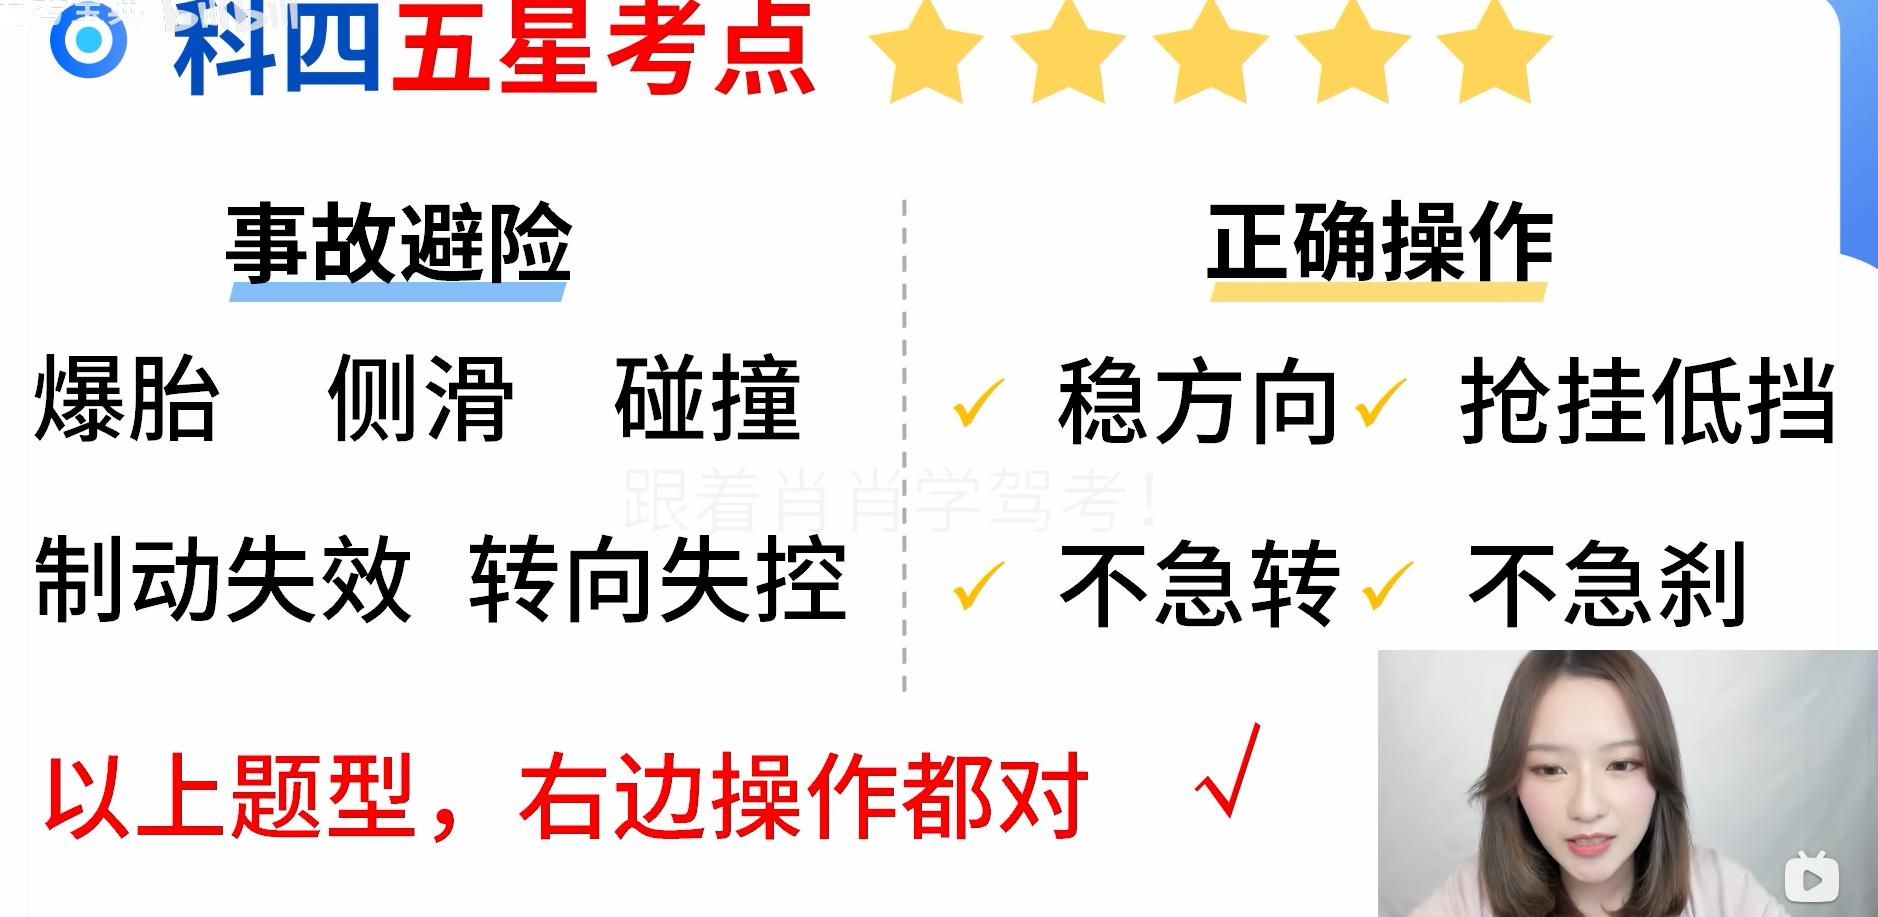 bilibili
科四五星考点
事故避险
正确操作
爆胎 侧滑 碰撞
✓ 稳方向 ✓ 抢挂低挡
跟着肖肖学驾考！
制动失效 转向失控
✓ 不急转 ✓ 不急刹
以上题型，右边操作都对 √